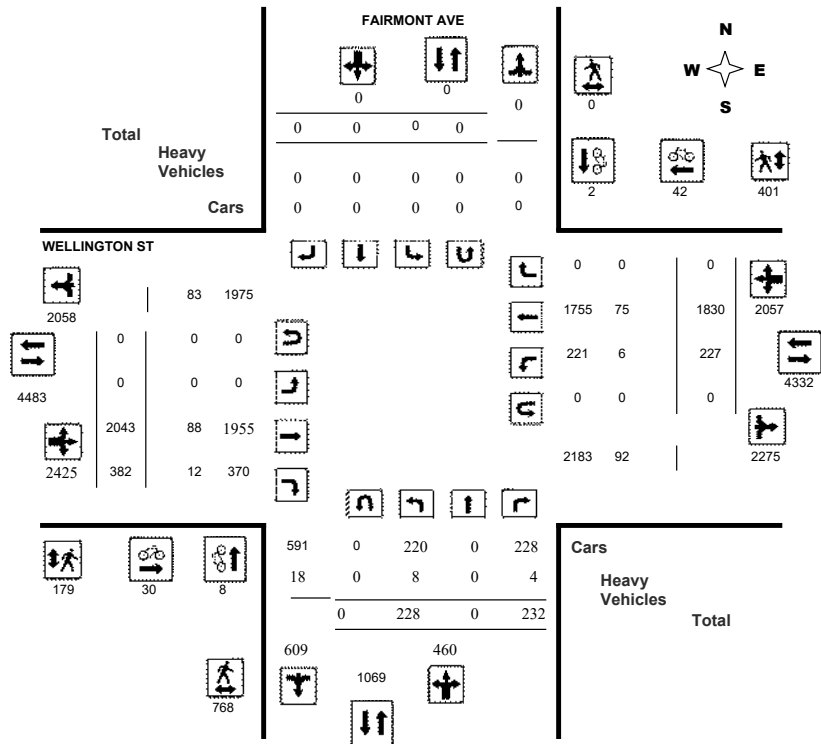 FAIRMONT AVE
N
W E
S
0 0 0 0
0 0 0 0
Total
Heavy
Vehicles
0 0 0 0 0
Cars 0 0 0 0 0
2 42 401
WELLINGTON ST
2058 83 1975
0 0 0
4483 0 0 0
2043 88 1955
2425 382 12 370
0 0 0
1755 75 1830 2057
221 6 227
0 0 0 4332
2183 92 2275
179 30 8
591 0 220 0 228 Cars
18 0 8 0 4 Heavy
Vehicles
0 228 0 232 Total
609 460
1069
768